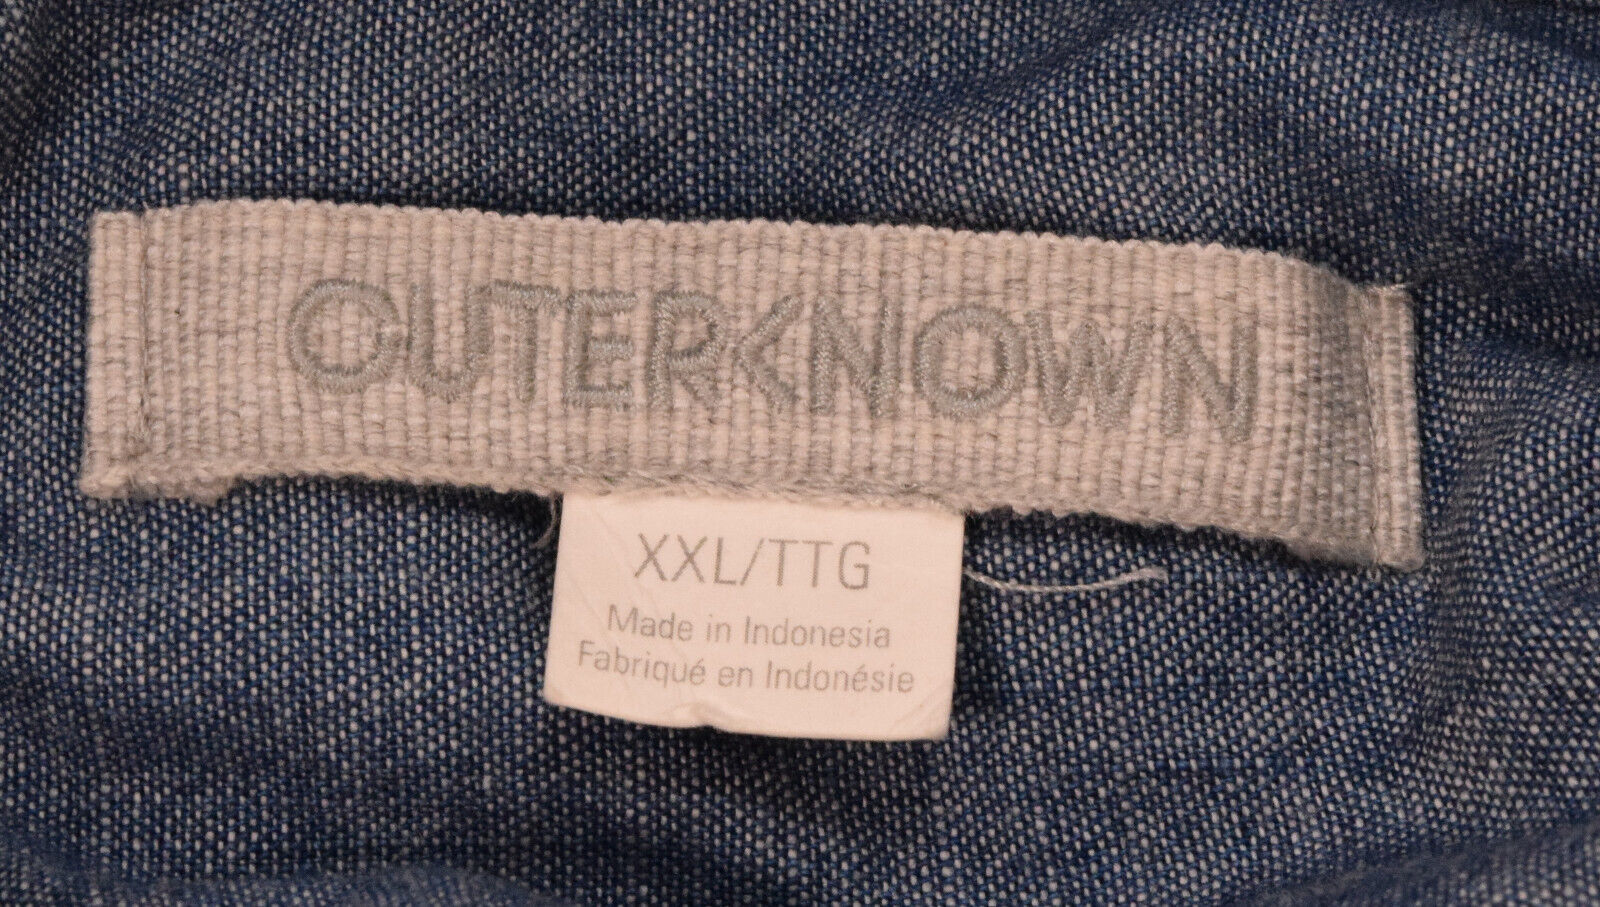 OUTERKNOWN
XXL/TTG
Made in Indonesia
Fabriqué en Indonésie